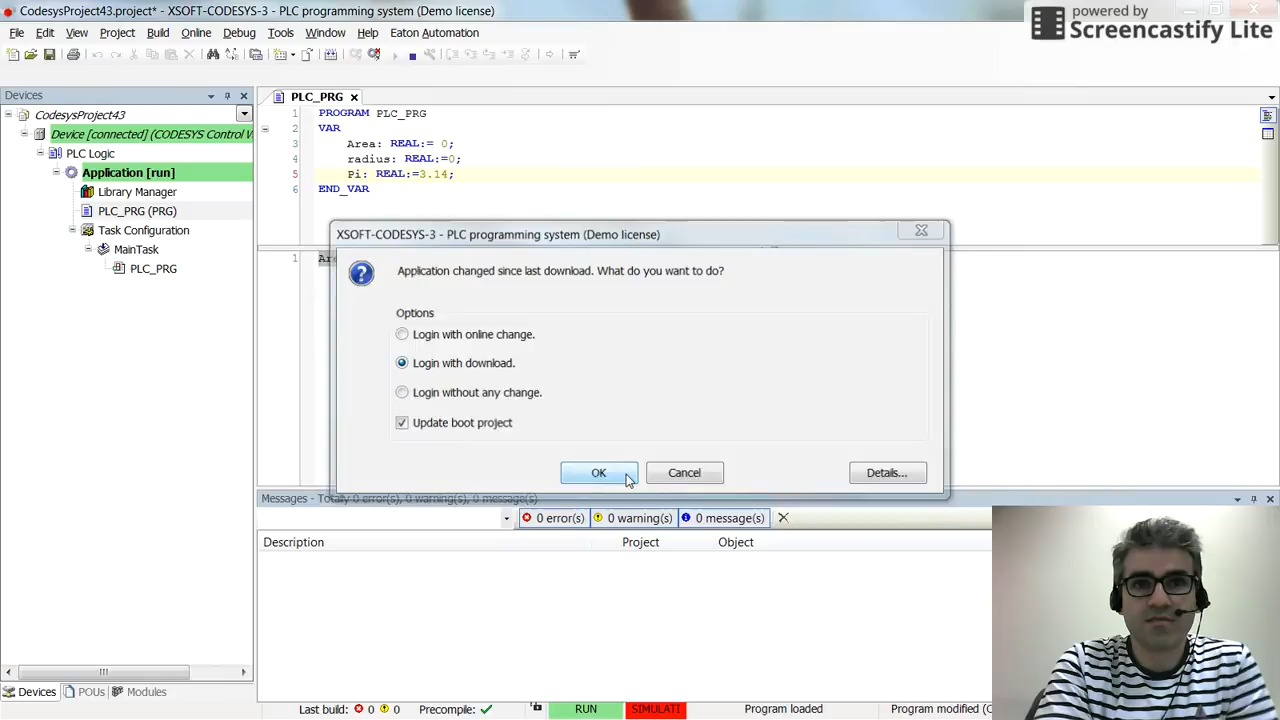 CodesysProject43.project* - XSOFT-CODESYS-3 - PLC programming system (Demo license)
powered by
Screencastify Lite
File Edit View Project Build Online Debug Tools Window Help Eaton Automation
Devices
CodesysProject43
Device [connected] (CODESYS Control
PLC Logic
Application [run]
Library Manager
PLC_PRG (PRG)
Task Configuration
MainTask
PLC_PRG
PLC_PRG
1 PROGRAM PLC_PRG
2 VAR
3 Area: REAL:= 0;
4 radius: REAL:=0;
5 Pi: REAL:=3.14;
6 END_VAR
1
XSOFT-CODESYS-3 - PLC programming system (Demo license)
Application changed since last download. What do you want to do?
Options
Login with online change.
Login with download.
Login without any change.
Update boot project
OK Cancel Details...
Messages - Totally 0 error(s), 0 warning(s), 0 message(s)
0 error(s) 0 warning(s) 0 message(s)
Description Project Object
Devices POUs Modules
Last build: 0 0 Precompile: RUN SIMULATI Program loaded Program modified (